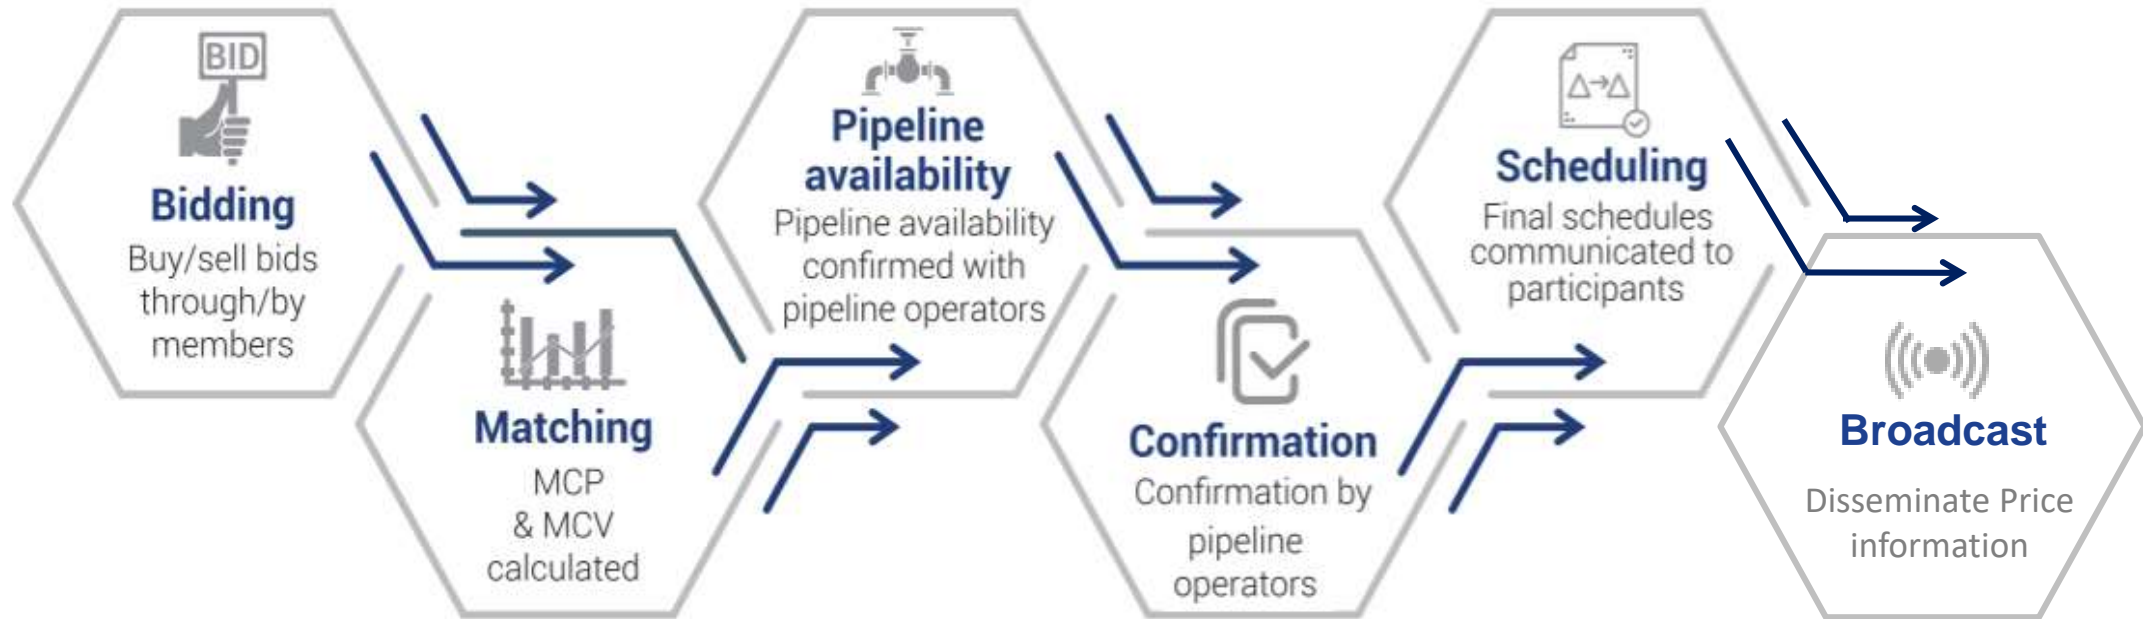 BID
Bidding
Buy/sell bids
through/by
members
Matching
MCP
& MCV
calculated
Pipeline
availability
Pipeline availability
confirmed with
pipeline operators
Confirmation
Confirmation by
pipeline
operators
Scheduling
Final schedules
communicated to
participants
Broadcast
Disseminate Price
information